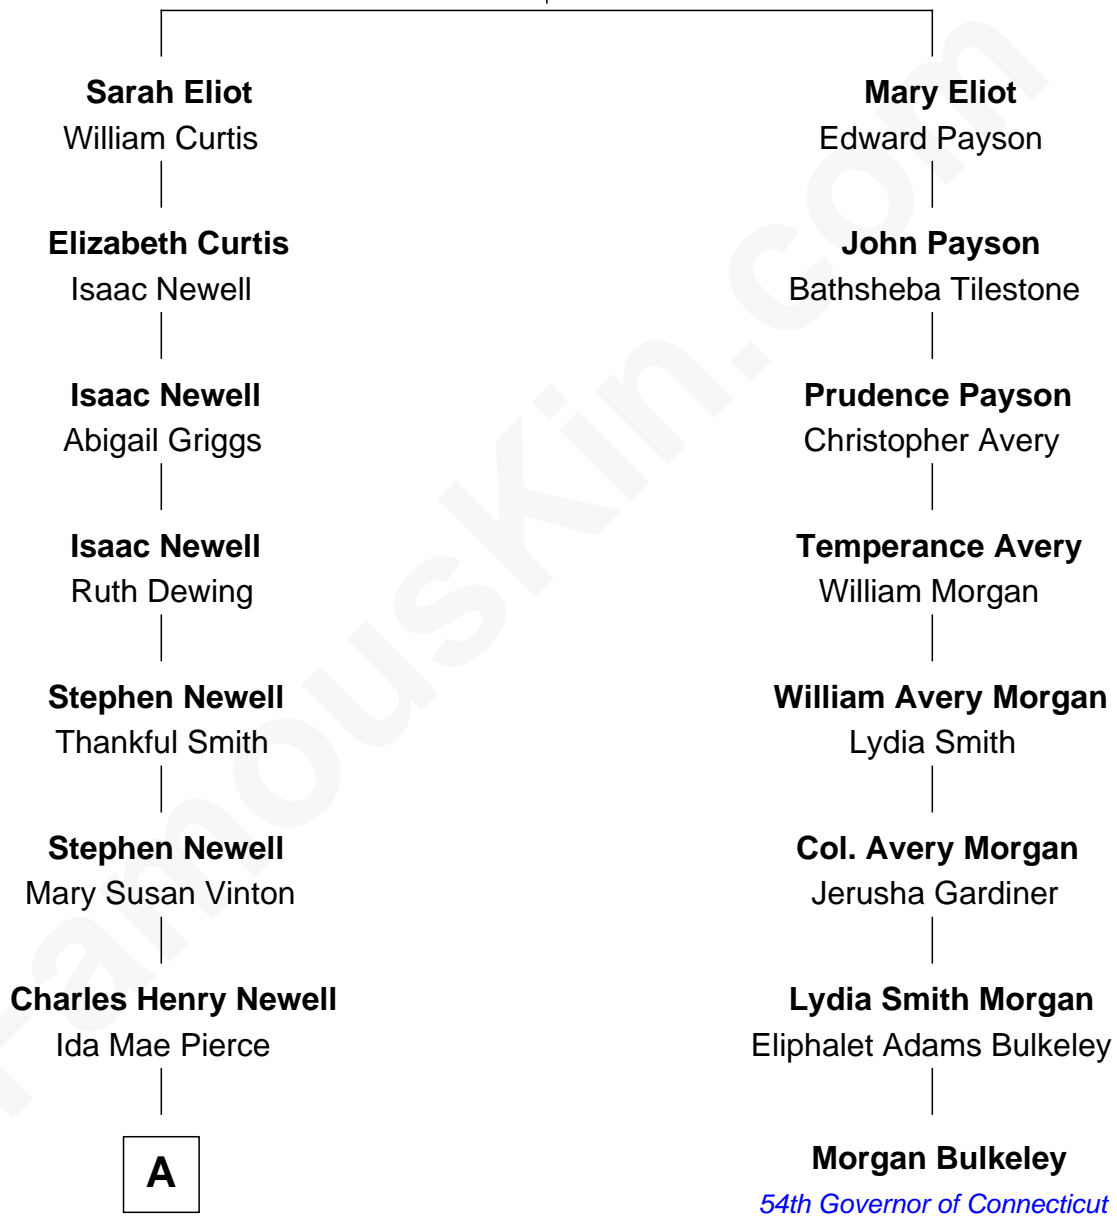 Sarah Eliot
William Curtis
Mary Eliot
Edward Payson
Elizabeth Curtis
Isaac Newell
John Payson
Bathsheba Tilestone
Isaac Newell
Abigail Griggs
Prudence Payson
Christopher Avery
Isaac Newell
Ruth Dewing
Temperance Avery
William Morgan
Stephen Newell
Thankful Smith
William Avery Morgan
Lydia Smith
Stephen Newell
Mary Susan Vinton
Col. Avery Morgan
Jerusha Gardiner
Charles Henry Newell
Ida Mae Pierce
Lydia Smith Morgan
Eliphalet Adams Bulkeley
A
Morgan Bulkeley
54th Governor of Connecticut
FamousKin.com